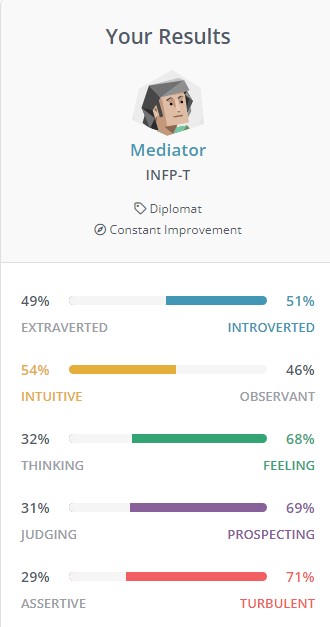 Your Results
Mediator
INFP-T
Diplomat
Constant Improvement
49% 51%
EXTRAVERTED INTROVERTED
54% 46%
INTUITIVE OBSERVANT
32% 68%
THINKING FEELING
31% 69%
JUDGING PROSPECTING
29% 71%
ASSERTIVE TURBULENT